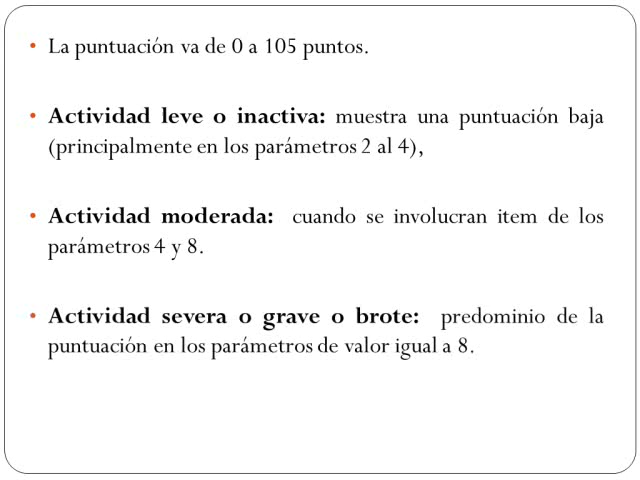 • La puntuación va de 0 a 105 puntos.
• Actividad leve o inactiva: muestra una puntuación baja
(principalmente en los parámetros 2 al 4),
• Actividad moderada: cuando se involucran item de los
parámetros 4 y 8.
• Actividad severa o grave o brote: predominio de la
puntuación en los parámetros de valor igual a 8.